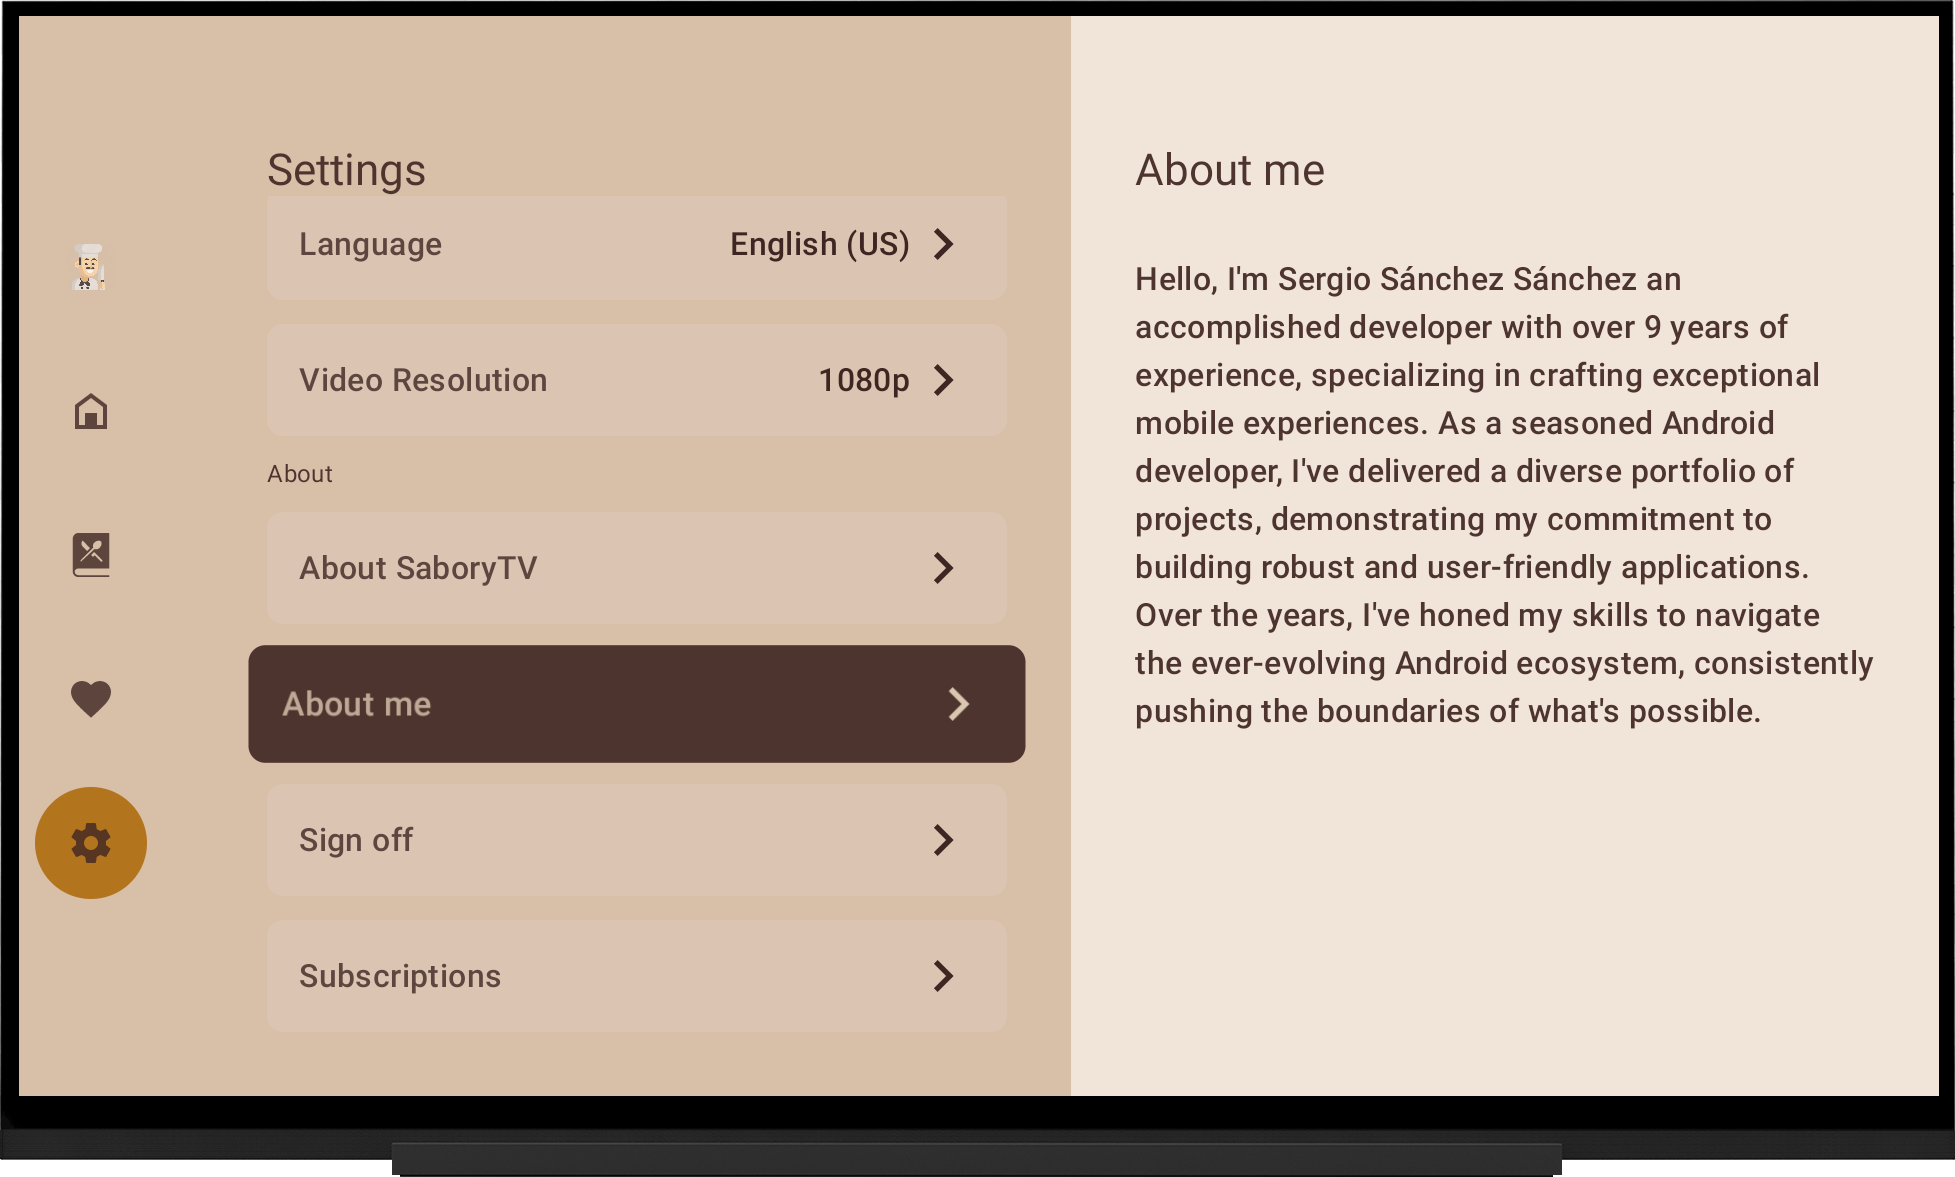 Settings
Language
English (US)
Video Resolution
1080p
About
About SaboryTV
About me
Sign off
Subscriptions
About me
Hello, I'm Sergio Sánchez Sánchez an
accomplished developer with over 9 years of
experience, specializing in crafting exceptional
mobile experiences. As a seasoned Android
developer, I've delivered a diverse portfolio of
projects, demonstrating my commitment to
building robust and user-friendly applications.
Over the years, I've honed my skills to navigate
the ever-evolving Android ecosystem, consistently
pushing the boundaries of what's possible.